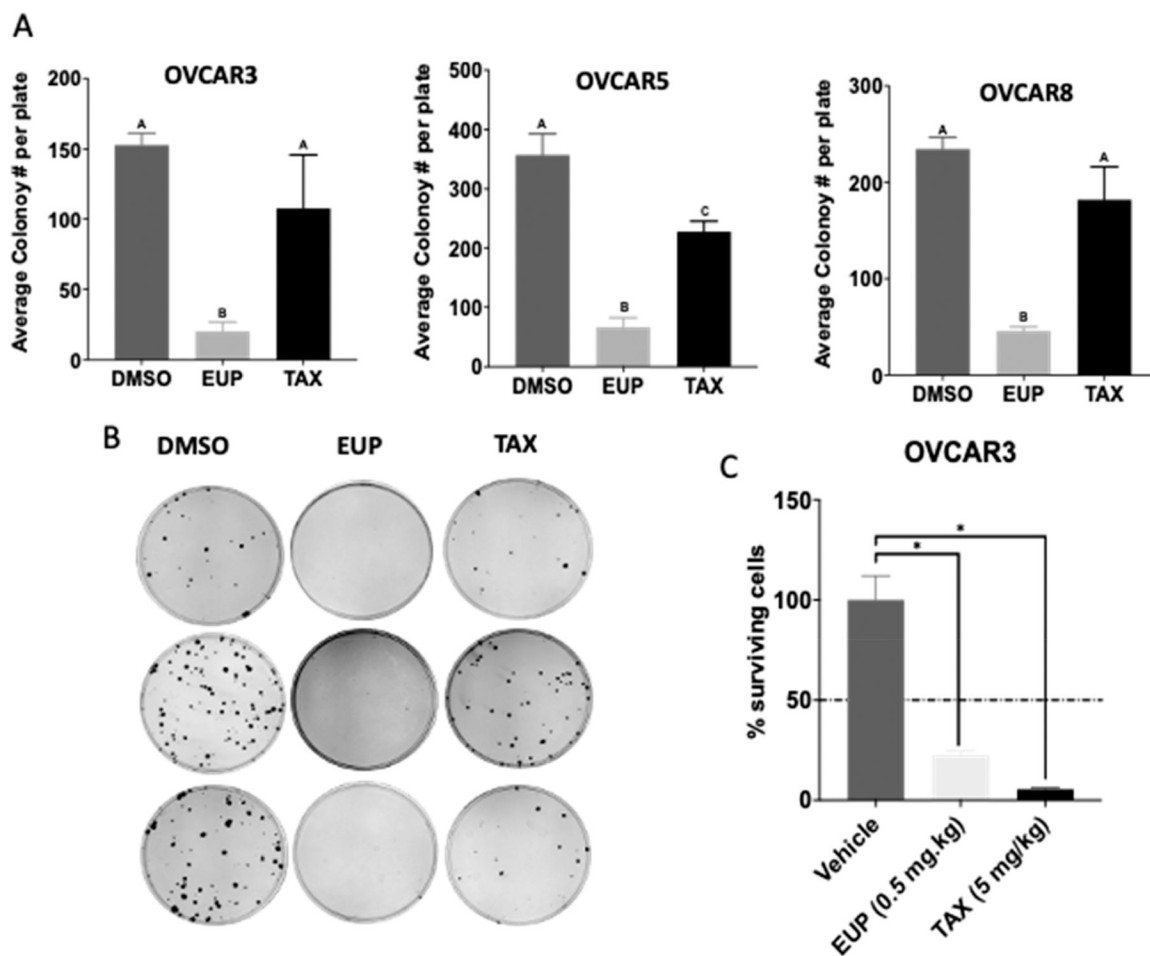 A
OVCAR3
Average Colonoy # per plate
200
150
100
50
0
A
B
A
DMSO EUP TAX
OVCAR5
Average Colonoy # per plate
500
400
300
200
100
0
A
B
C
DMSO EUP TAX
OVCAR8
Average Colonoy # per plate
300
200
100
0
A
B
A
DMSO EUP TAX
B
DMSO EUP TAX
C
OVCAR3
% surviving cells
150
100
50
0
*
*
Vehicle
EUP (0.5 mg.kg)
TAX (5 mg/kg)